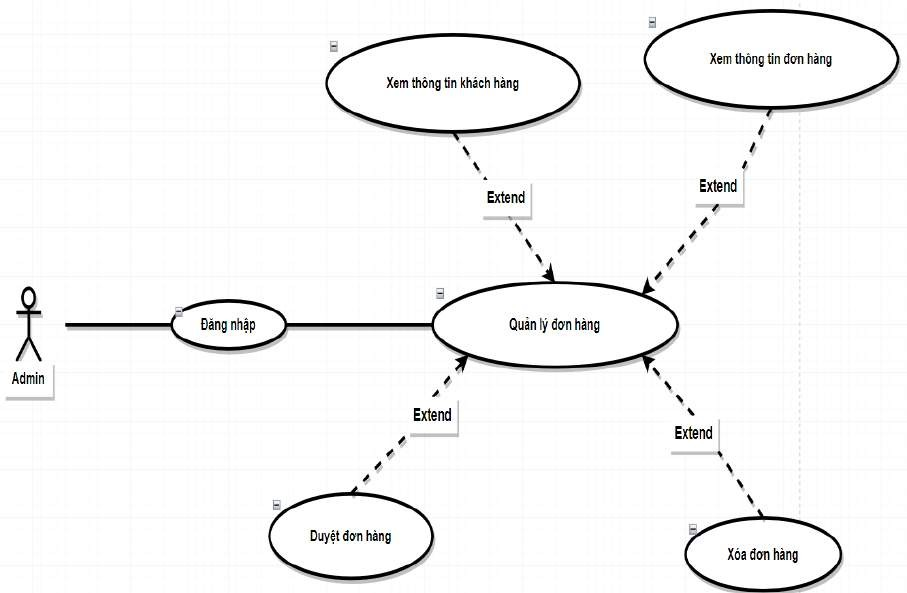 Xem thông tin khách hàng
Xem thông tin đơn hàng
Extend
Extend
Đăng nhập
Quản lý đơn hàng
Admin
Extend
Extend
Duyệt đơn hàng
Xóa đơn hàng